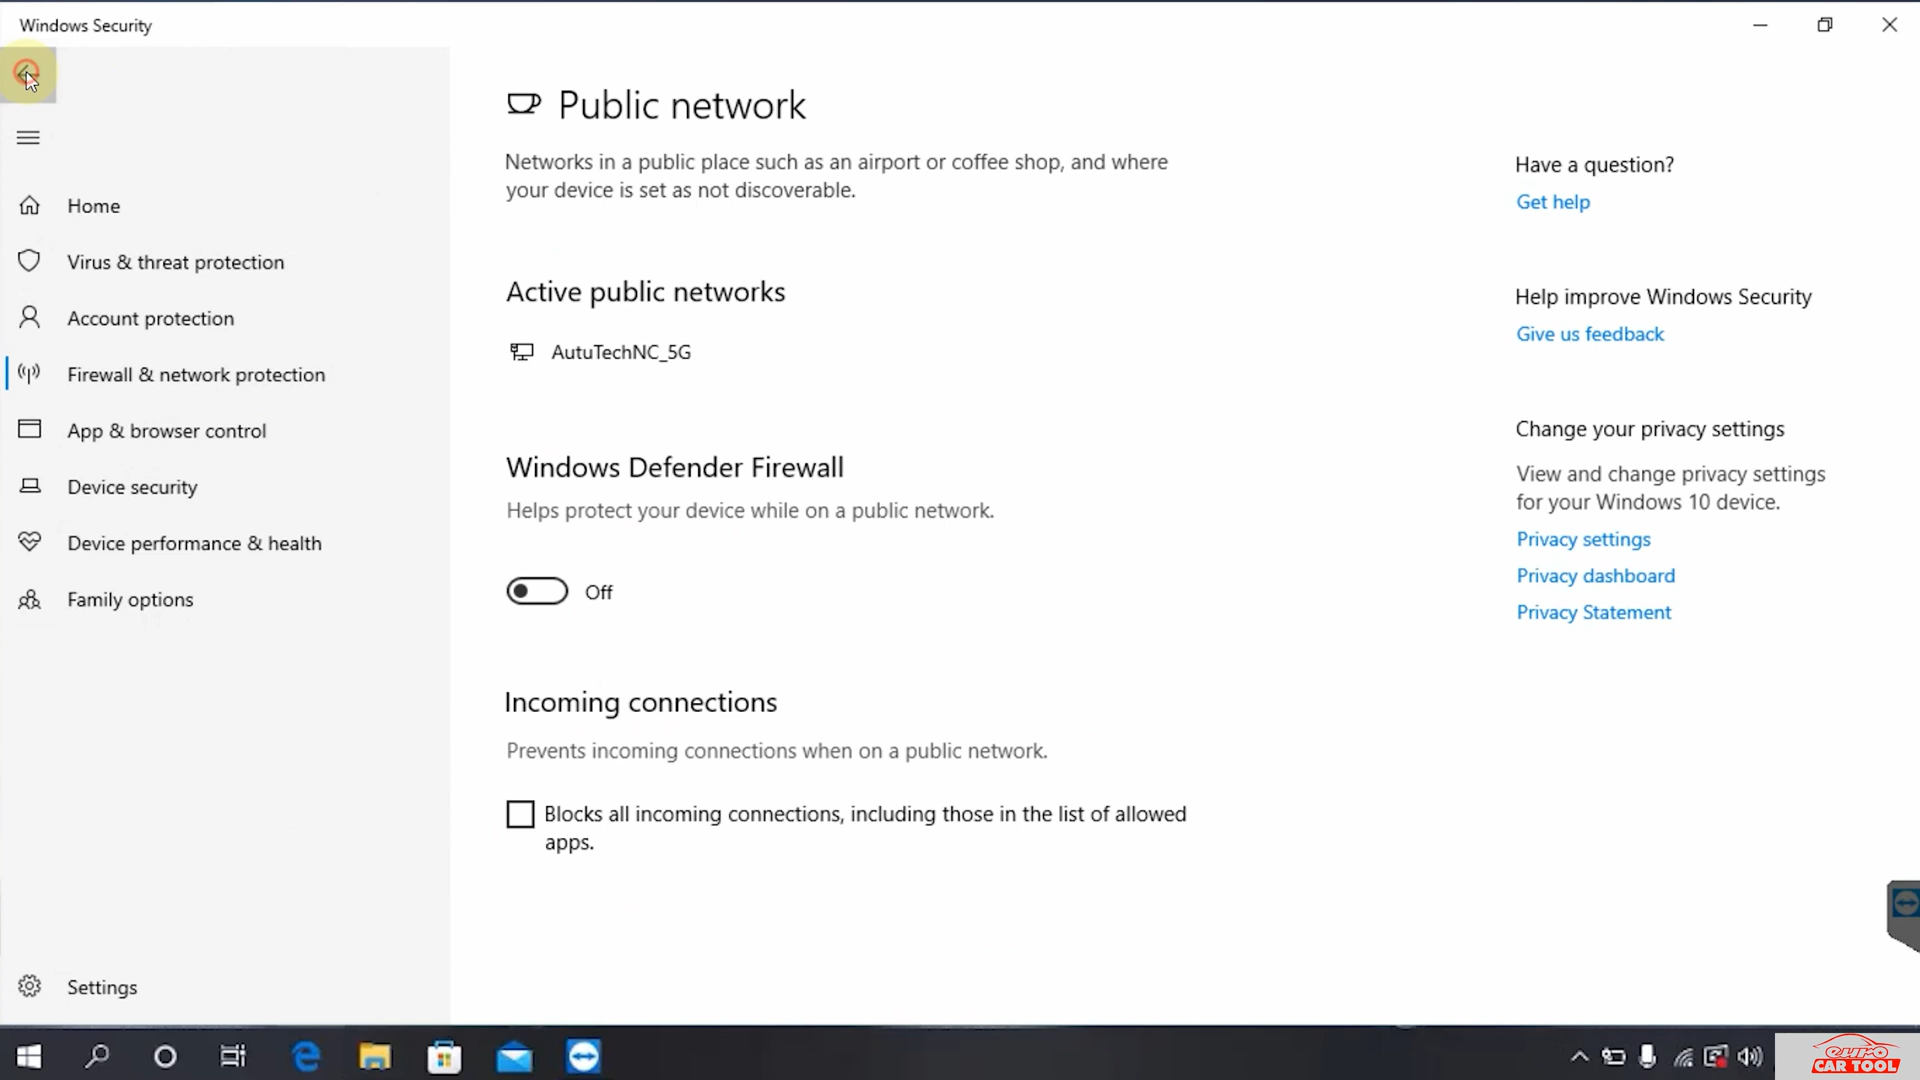 Windows Security
Home
Virus & threat protection
Account protection
Firewall & network protection
App & browser control
Device security
Device performance & health
Family options
Settings
Public network
Networks in a public place such as an airport or coffee shop, and where
your device is set as not discoverable.
Active public networks
AutuTechNC_5G
Windows Defender Firewall
Helps protect your device while on a public network.
Off
Incoming connections
Prevents incoming connections when on a public network.
Blocks all incoming connections, including those in the list of allowed
apps.
Have a question?
Get help
Help improve Windows Security
Give us feedback
Change your privacy settings
View and change privacy settings
for your Windows 10 device.
Privacy settings
Privacy dashboard
Privacy Statement
euro
CAR TOOL